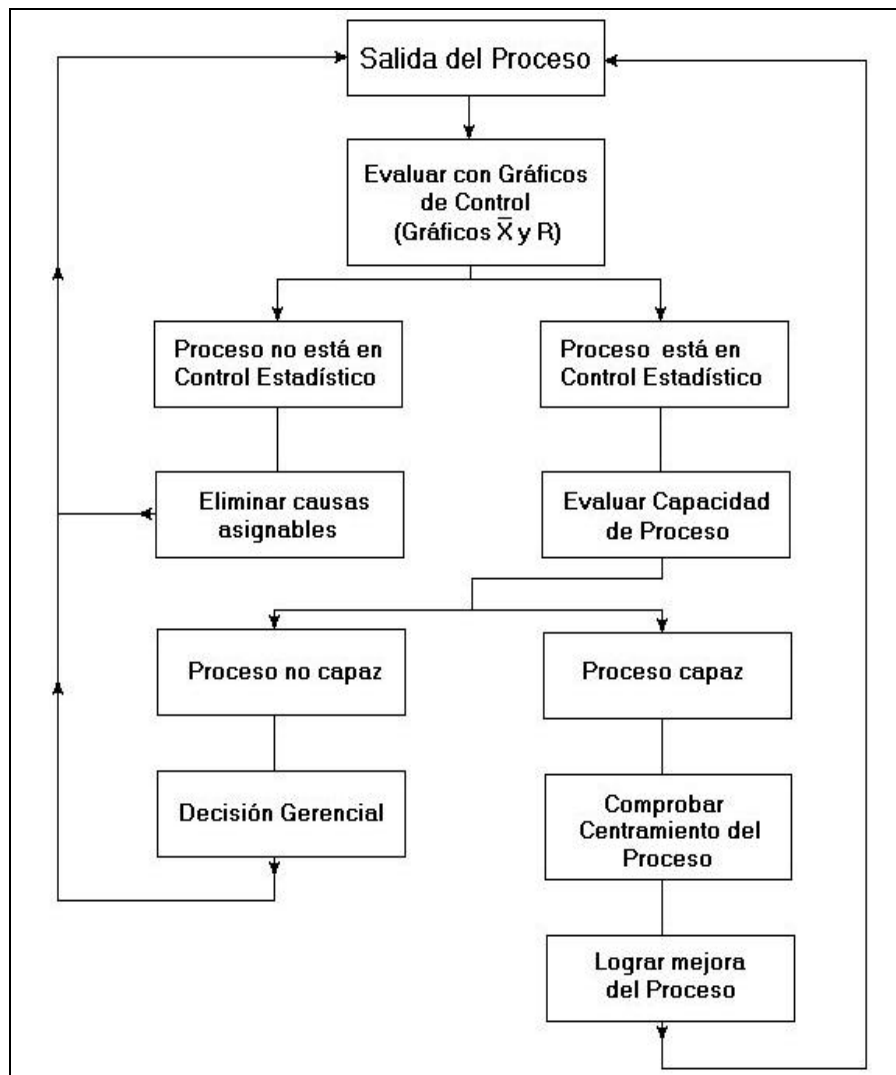 Salida del Proceso
Evaluar con Gráficos
de Control
(Gráficos X̅ y R)
Proceso no está en
Control Estadístico
Proceso está en
Control Estadístico
Eliminar causas
asignables
Evaluar Capacidad
de Proceso
Proceso no capaz
Proceso capaz
Decisión Gerencial
Comprobar
Centramiento del
Proceso
Lograr mejora
del Proceso